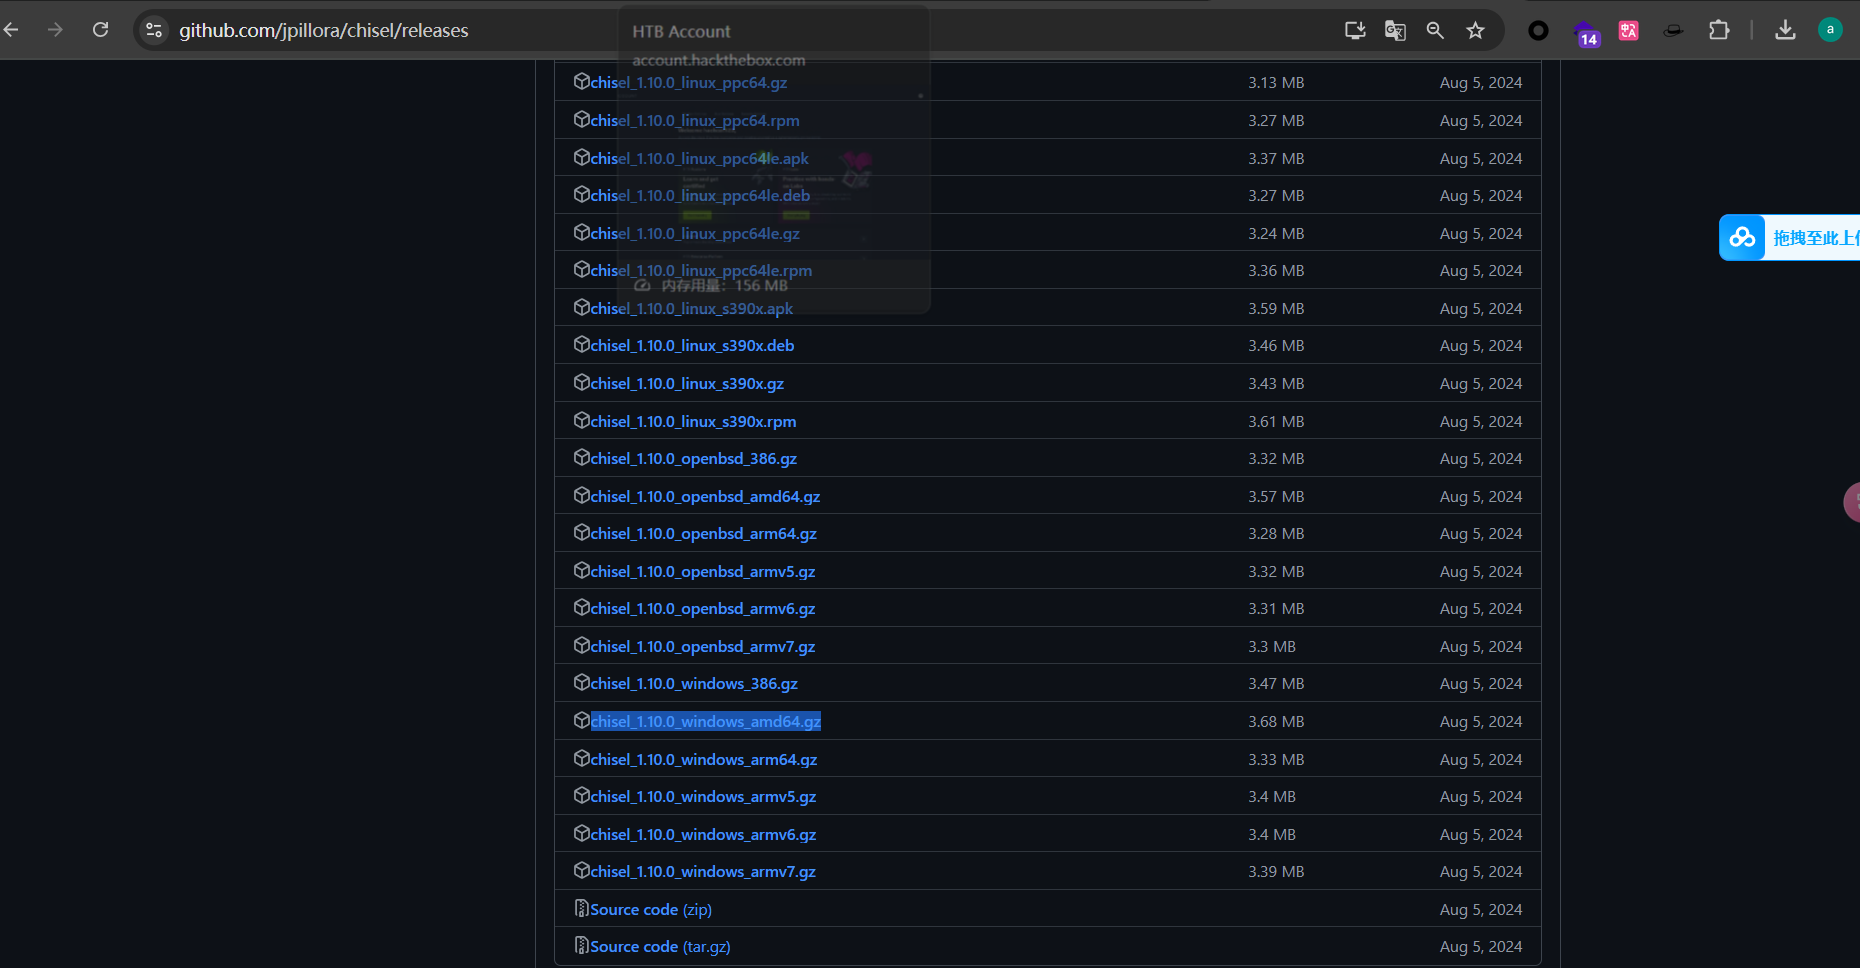 github.com/jpillora/chisel/releases
14
a
HTB Account
account.hackthebox.com
chisel_1.10.0_linux_ppc64.gz 3.13 MB Aug 5, 2024
chisel_1.10.0_linux_ppc64.rpm 3.27 MB Aug 5, 2024
chisel_1.10.0_linux_ppc64le.apk 3.37 MB Aug 5, 2024
chisel_1.10.0_linux_ppc64le.deb 3.27 MB Aug 5, 2024
chisel_1.10.0_linux_ppc64le.gz 3.24 MB Aug 5, 2024
拖拽至此上
chisel_1.10.0_linux_ppc64le.rpm 3.36 MB Aug 5, 2024
内存用量：156 MB
chisel_1.10.0_linux_s390x.apk 3.59 MB Aug 5, 2024
chisel_1.10.0_linux_s390x.deb 3.46 MB Aug 5, 2024
chisel_1.10.0_linux_s390x.gz 3.43 MB Aug 5, 2024
chisel_1.10.0_linux_s390x.rpm 3.61 MB Aug 5, 2024
chisel_1.10.0_openbsd_386.gz 3.32 MB Aug 5, 2024
chisel_1.10.0_openbsd_amd64.gz 3.57 MB Aug 5, 2024
chisel_1.10.0_openbsd_arm64.gz 3.28 MB Aug 5, 2024
chisel_1.10.0_openbsd_armv5.gz 3.32 MB Aug 5, 2024
chisel_1.10.0_openbsd_armv6.gz 3.31 MB Aug 5, 2024
chisel_1.10.0_openbsd_armv7.gz 3.3 MB Aug 5, 2024
chisel_1.10.0_windows_386.gz 3.47 MB Aug 5, 2024
chisel_1.10.0_windows_amd64.gz 3.68 MB Aug 5, 2024
chisel_1.10.0_windows_arm64.gz 3.33 MB Aug 5, 2024
chisel_1.10.0_windows_armv5.gz 3.4 MB Aug 5, 2024
chisel_1.10.0_windows_armv6.gz 3.4 MB Aug 5, 2024
chisel_1.10.0_windows_armv7.gz 3.39 MB Aug 5, 2024
Source code (zip) Aug 5, 2024
Source code (tar.gz) Aug 5, 2024